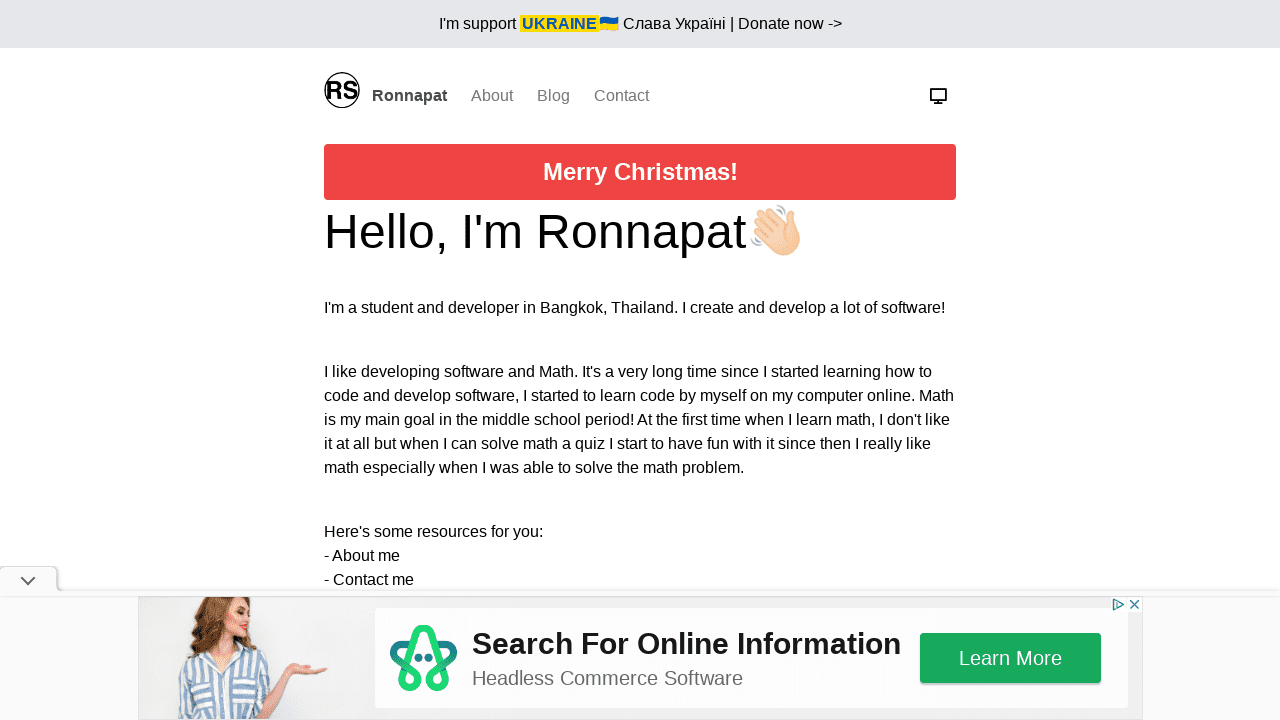 I'm support UKRAINE🇺🇦 Слава Україні | Donate now ->
RS Ronnapat About Blog Contact
Merry Christmas!
Hello, I'm Ronnapat👋🏻
I'm a student and developer in Bangkok, Thailand. I create and develop a lot of software!
I like developing software and Math. It's a very long time since I started learning how to
code and develop software, I started to learn code by myself on my computer online. Math
is my main goal in the middle school period! At the first time when I learn math, I don't like
it at all but when I can solve math a quiz I start to have fun with it since then I really like
math especially when I was able to solve the math problem.
Here's some resources for you:
- About me
- Contact me
Search For Online Information
Headless Commerce Software
Learn More